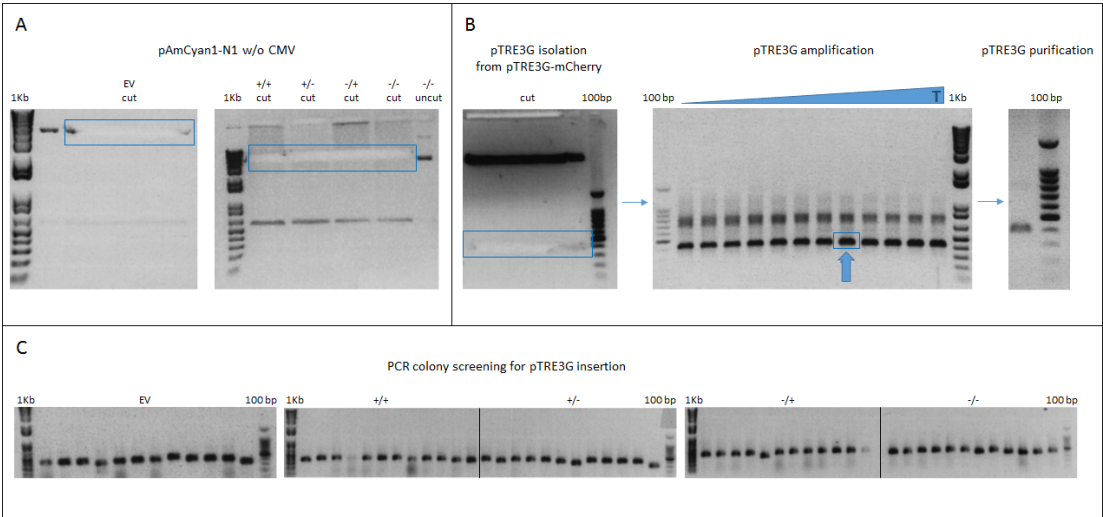 A
pAmCyan1-N1 w/o CMV
EV
cut
1Kb
+/+ +/- -/+ -/- -/-
1Kb cut cut cut cut uncut
B
pTRE3G isolation
from pTRE3G-mCherry
cut 100bp
pTRE3G amplification
100 bp T 1Kb
pTRE3G purification
100 bp
C
PCR colony screening for pTRE3G insertion
1Kb EV 100 bp
+/+ +/- 100 bp
1Kb
1Kb -/+ -/- 100 bp